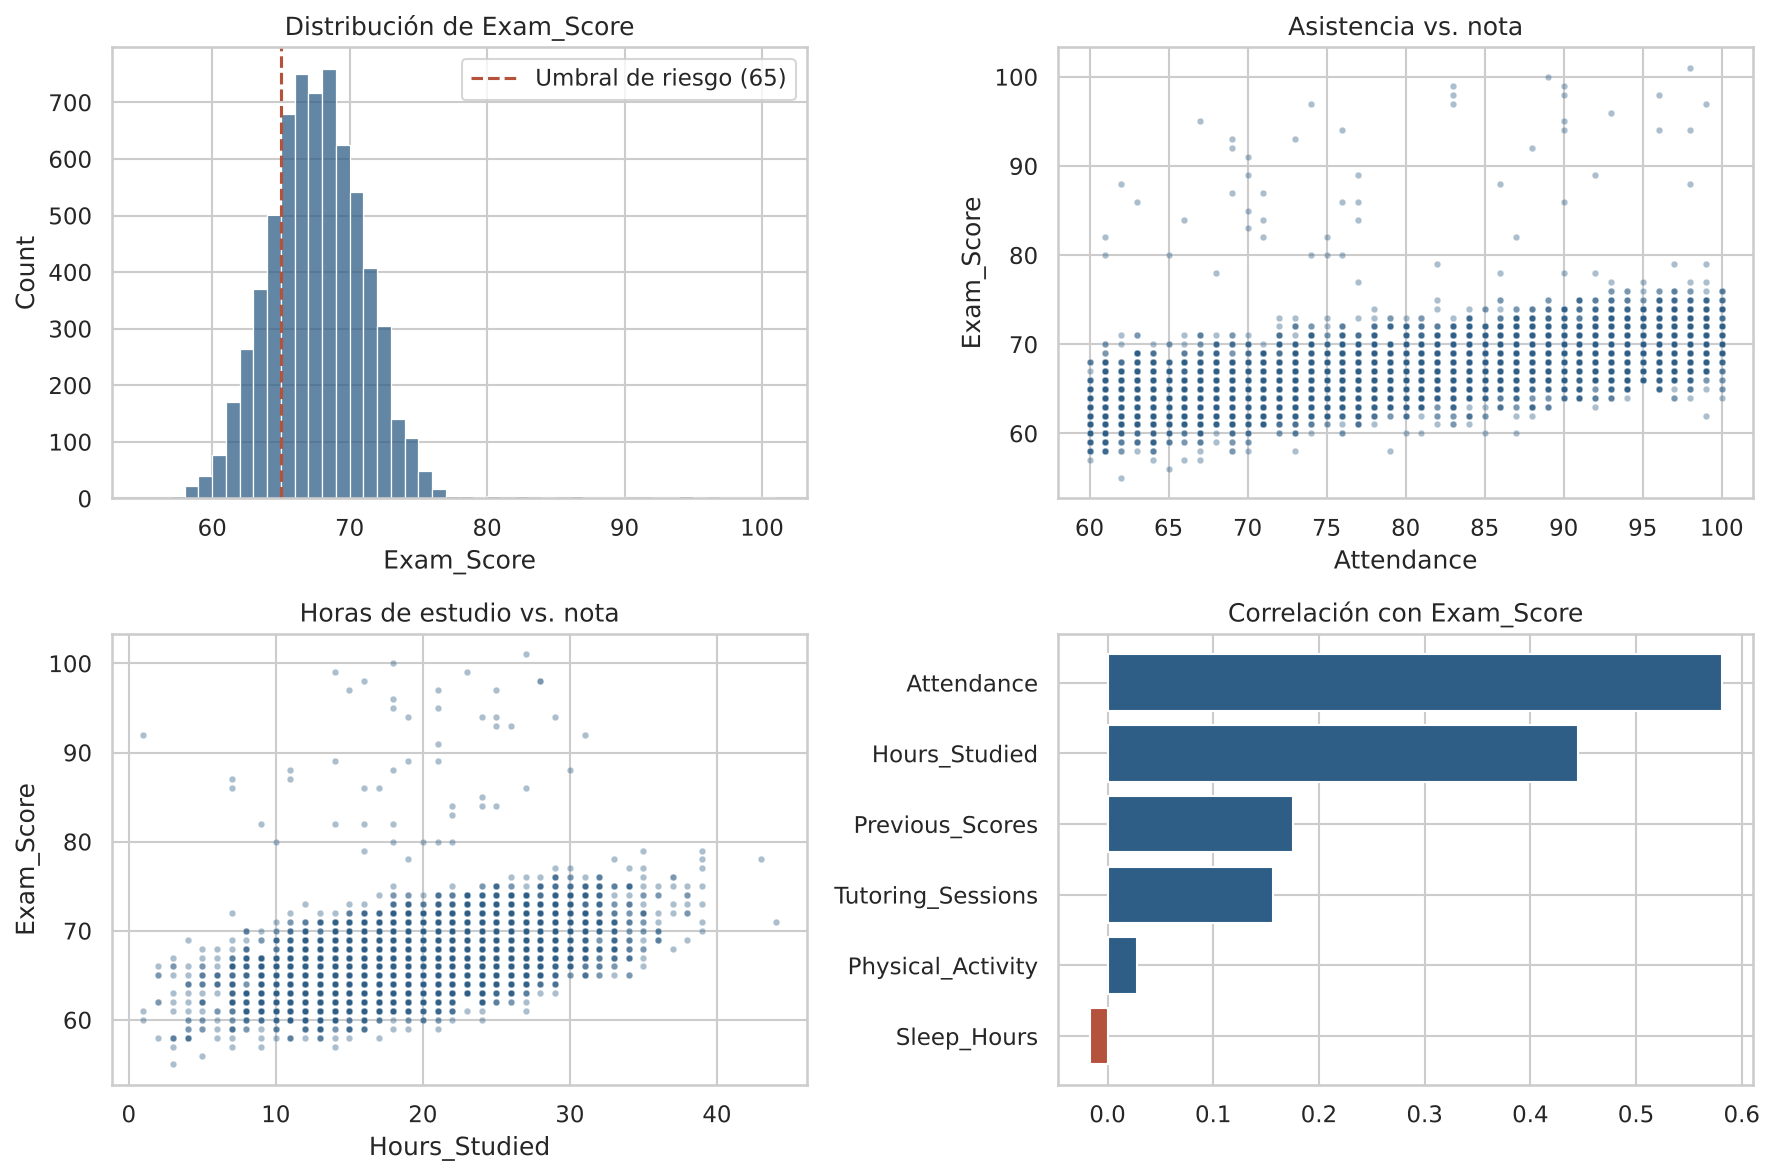 Distribución de Exam_Score
Umbral de riesgo (65)
Count
700
600
500
400
300
200
100
0
60 70 80 90 100
Exam_Score
Asistencia vs. nota
Exam_Score
100
90
80
70
60
60 65 70 75 80 85 90 95 100
Attendance
Horas de estudio vs. nota
Exam_Score
100
90
80
70
60
0 10 20 30 40
Hours_Studied
Correlación con Exam_Score
Attendance
Hours_Studied
Previous_Scores
Tutoring_Sessions
Physical_Activity
Sleep_Hours
0.0 0.1 0.2 0.3 0.4 0.5 0.6